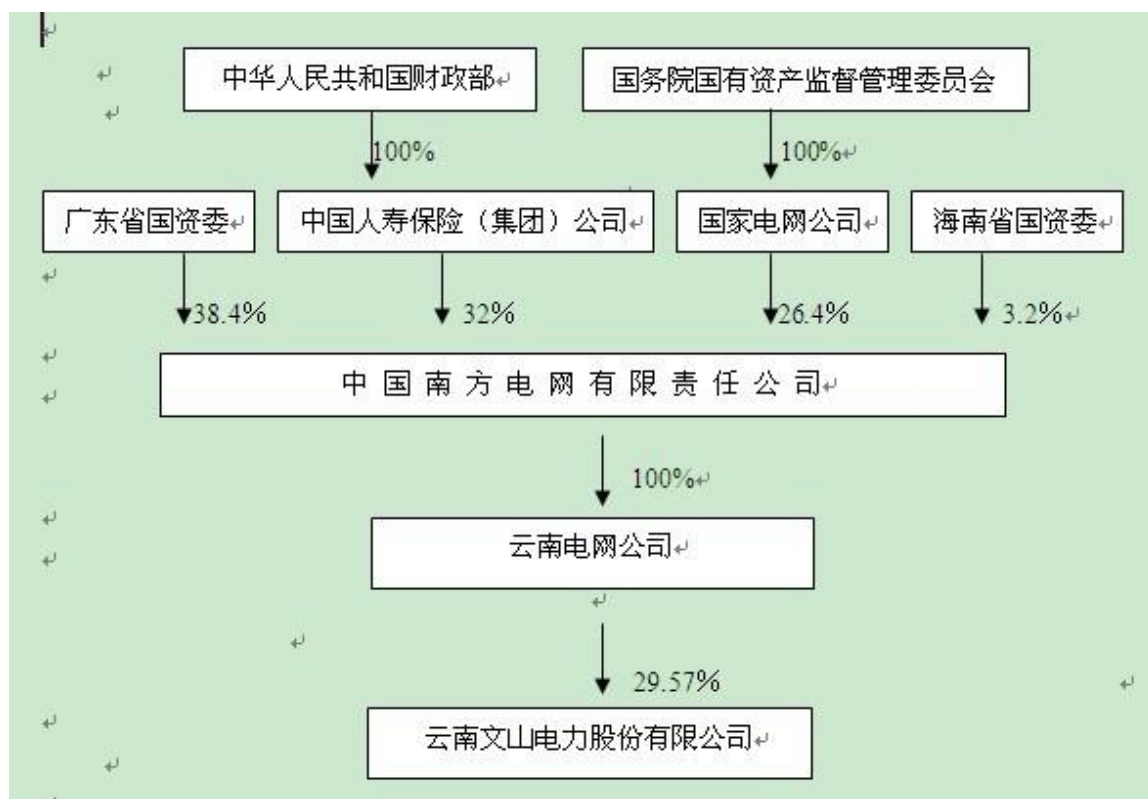 中华人民共和国财政部
国务院国有资产监督管理委员会
100%
100%
广东省国资委
中国人寿保险（集团）公司
国家电网公司
海南省国资委
38.4%
32%
26.4%
3.2%
中国南方电网有限责任公司
100%
云南电网公司
29.57%
云南文山电力股份有限公司